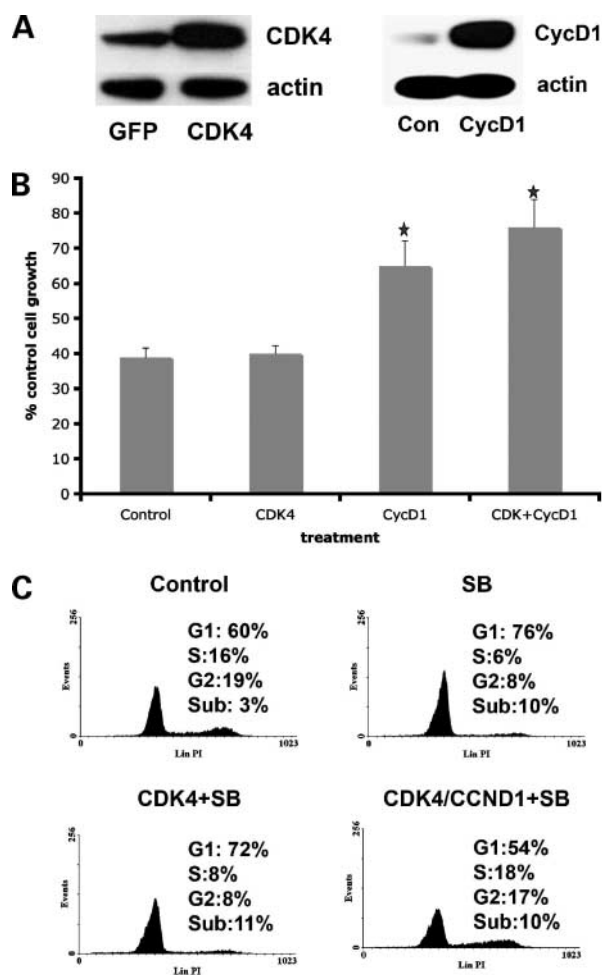 A
CDK4
actin
GFP CDK4
CycD1
actin
Con CycD1
B
% control cell growth
90
80
70
60
50
40
30
20
10
0
Control CDK4 CycD1 CDK+CycD1
treatment
C
Control
256
Events
0 Lin PI 1023
G1: 60%
S:16%
G2:19%
Sub: 3%
SB
256
Events
0 Lin PI 1023
G1: 76%
S:6%
G2:8%
Sub:10%
CDK4+SB
256
Events
0 Lin PI 1023
G1: 72%
S:8%
G2:8%
Sub:11%
CDK4/CCND1+SB
256
Events
0 Lin PI 1023
G1:54%
S:18%
G2:17%
Sub:10%